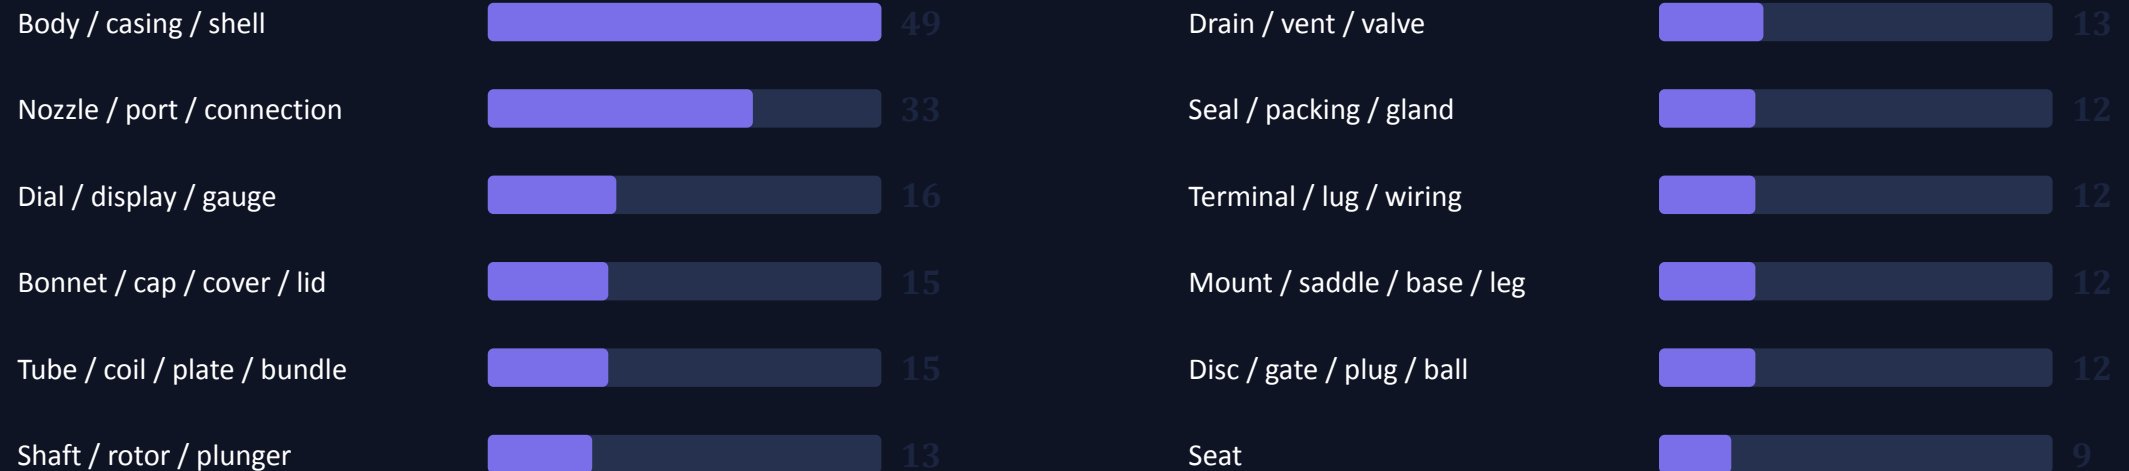 Body / casing / shell 49
Nozzle / port / connection 33
Dial / display / gauge 16
Bonnet / cap / cover / lid 15
Tube / coil / plate / bundle 15
Shaft / rotor / plunger 13
Drain / vent / valve 13
Seal / packing / gland 12
Terminal / lug / wiring 12
Mount / saddle / base / leg 12
Disc / gate / plug / ball 12
Seat 9